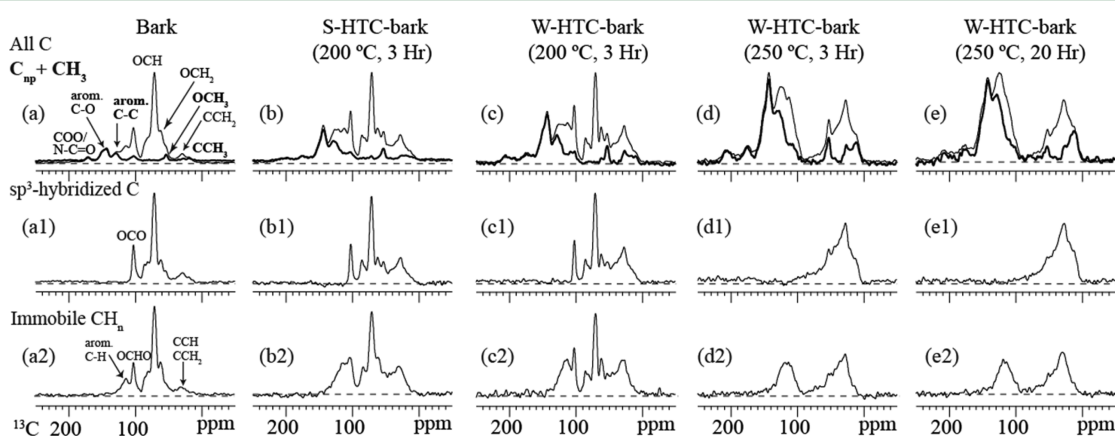 Bark
S-HTC-bark
(200 ºC, 3 Hr)
W-HTC-bark
(200 ºC, 3 Hr)
W-HTC-bark
(250 ºC, 3 Hr)
W-HTC-bark
(250 ºC, 20 Hr)
All C
Cnp + CH3
OCH
OCH2
arom.
C-O
arom.
C-C
OCH3
CCH2
CCH3
COO/
N-C=O
(a)
(b)
(c)
(d)
(e)
sp³-hybridized C
(a1)
OCO
(b1)
(c1)
(d1)
(e1)
Immobile CHn
(a2)
arom.
C-H
OCHO
CCH
CCH2
(b2)
(c2)
(d2)
(e2)
¹³C 200 100 ppm 200 100 ppm 200 100 ppm 200 100 ppm 200 100 ppm